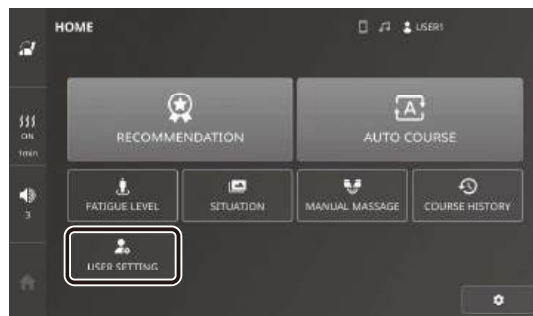 HOME
USER1
ON
1min
3
A
RECOMMENDATION
AUTO COURSE
FATIGUE LEVEL
SITUATION
MANUAL MASSAGE
COURSE HISTORY
USER SETTING